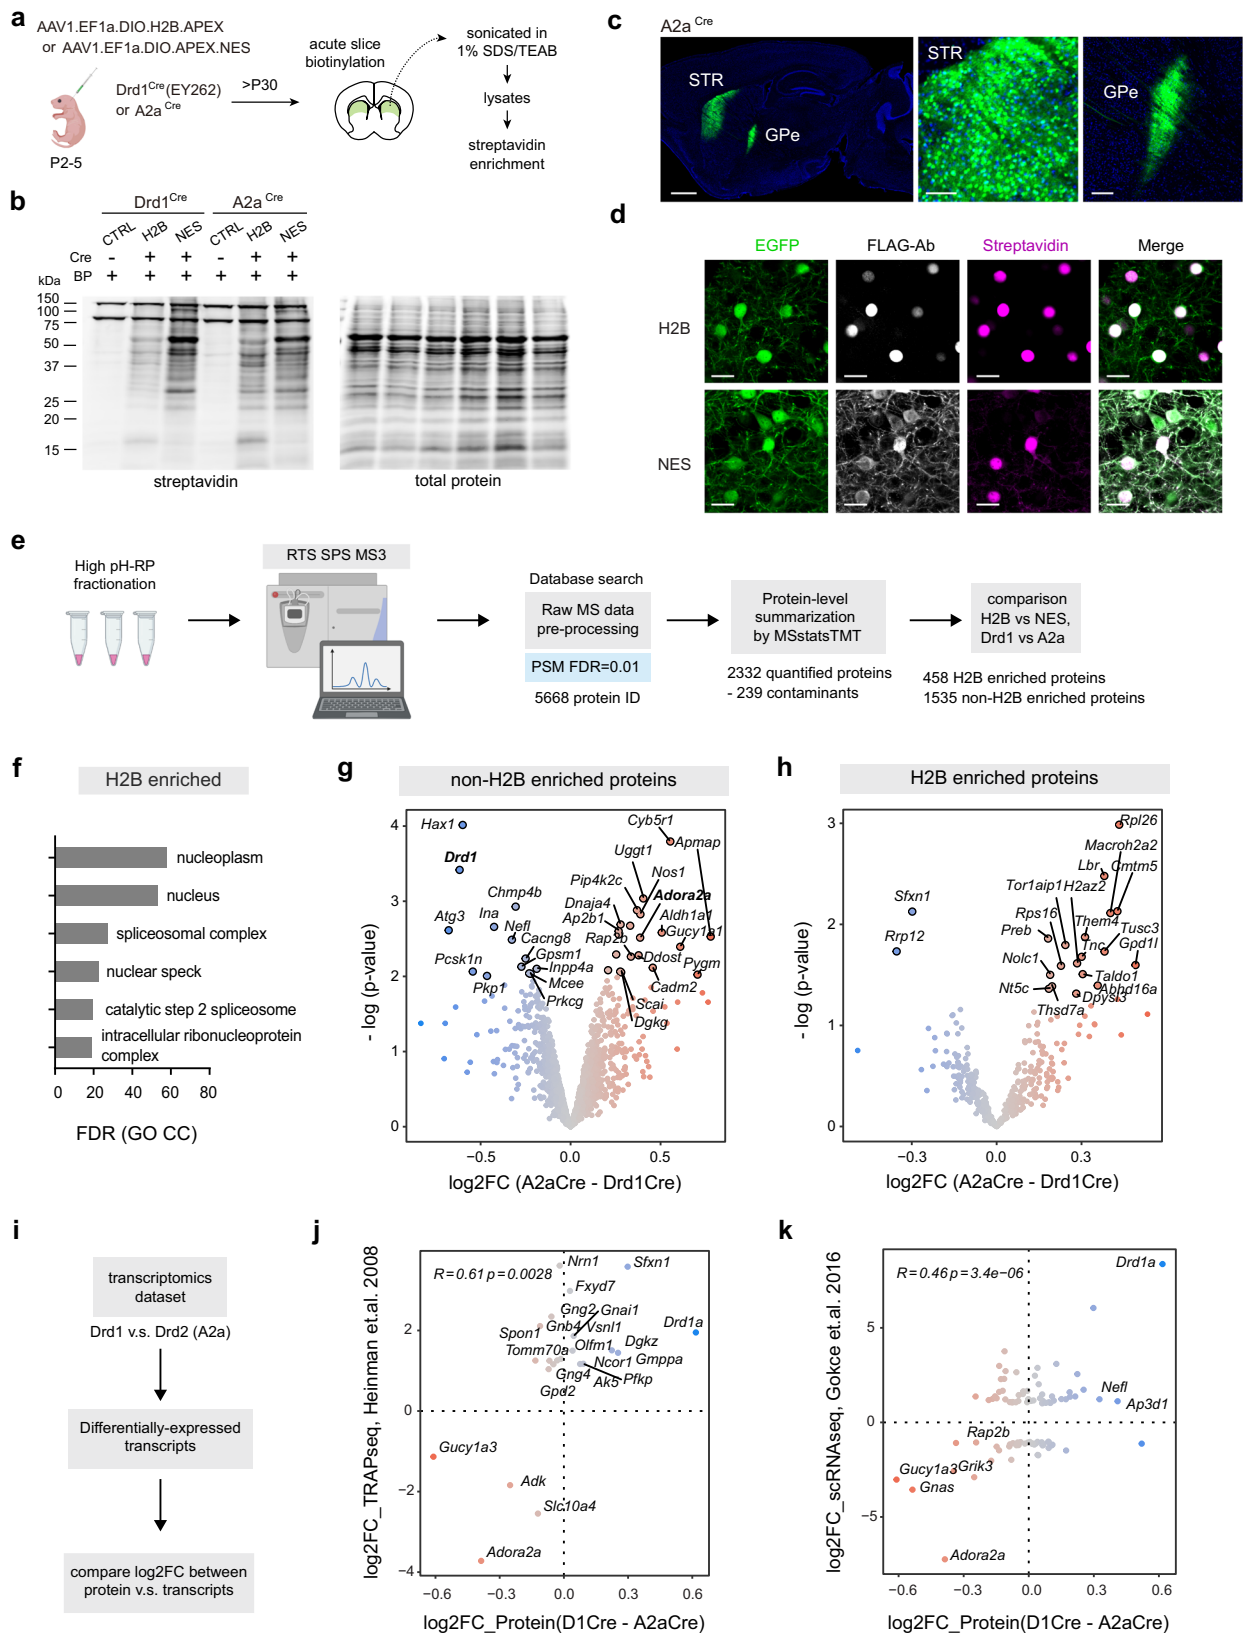 a
AAV1.EF1a.DIO.H2B.APEX
or AAV1.EF1a.DIO.APEX.NES
P2-5
Drd1Cre(EY262)
or A2a Cre
>P30
acute slice
biotinylation
sonicated in
1% SDS/TEAB
lysates
streptavidin
enrichment
b
Drd1Cre A2a Cre
CTRL H2B NES CTRL H2B NES
Cre - + + - + +
BP + + + + + +
kDa
150
100
75
50
37
25
20
15
streptavidin
total protein
c
A2a Cre
STR
GPe
STR
GPe
d
EGFP FLAG-Ab Streptavidin Merge
H2B
NES
e
High pH-RP
fractionation
RTS SPS MS3
Database search
Raw MS data
pre-processing
PSM FDR=0.01
5668 protein ID
Protein-level
summarization
by MSstatsTMT
2332 quantified proteins
- 239 contaminants
comparison
H2B vs NES,
Drd1 vs A2a
458 H2B enriched proteins
1535 non-H2B enriched proteins
f
H2B enriched
nucleoplasm
nucleus
spliceosomal complex
nuclear speck
catalytic step 2 spliceosome
intracellular ribonucleoprotein
complex
0 20 40 60 80
FDR (GO CC)
g
non-H2B enriched proteins
- log (p-value)
4
3
2
1
0
Hax1
Drd1
Chmp4b
Atg3
Ina
Nefl
Cacng8
Pcsk1n
Gpsm1
Pkp1
Inpp4a
Mcee
Prkcg
Cyb5r1
Apmap
Uggt1
Nos1
Pip4k2c
Adora2a
Dnaja4
Aldh1a1
Ap2b1
Gucy1a1
Rap2b
Ddost
Pygm
Cadm2
Scai
Dgkg
−0.5 0.0 0.5
log2FC (A2aCre - Drd1Cre)
h
H2B enriched proteins
- log (p-value)
3
2
1
0
Sfxn1
Rrp12
Rpl26
Macroh2a2
Lbr
Cmtm5
Tor1aip1
H2az2
Rps16
Them4
Tusc3
Preb
Tnc
Gpd1l
Nolc1
Taldo1
Nt5c
Abhd16a
Dpysl3
Thsd7a
−0.3 0.0 0.3
log2FC (A2aCre - Drd1Cre)
i
transcriptomics
dataset
Drd1 v.s. Drd2 (A2a)
Differentially-expressed
transcripts
compare log2FC between
protein v.s. transcripts
j
log2FC_TRAPseq, Heinman et.al. 2008
R = 0.61 p = 0.0028
2
0
−2
−4
Nrn1
Sfxn1
Fxyd7
Gng2
Gnai1
Drd1a
Spon1
Gnb4
Vsnl1
Tomm70a
Olfm1
Dgkz
Ncor1
Gmppa
Gng4
Ak5
Pfkp
Gpd2
Gucy1a3
Adk
Slc10a4
Adora2a
−0.6 −0.3 0.0 0.3 0.6
log2FC_Protein(D1Cre - A2aCre)
k
log2FC_scRNAseq, Gokce et.al. 2016
R = 0.46 p = 3.4e−06
5
0
−5
Drd1a
Nefl
Ap3d1
Rap2b
Gucy1a3
Grik3
Gnas
Adora2a
−0.6 −0.3 0.0 0.3 0.6
log2FC_Protein(D1Cre - A2aCre)